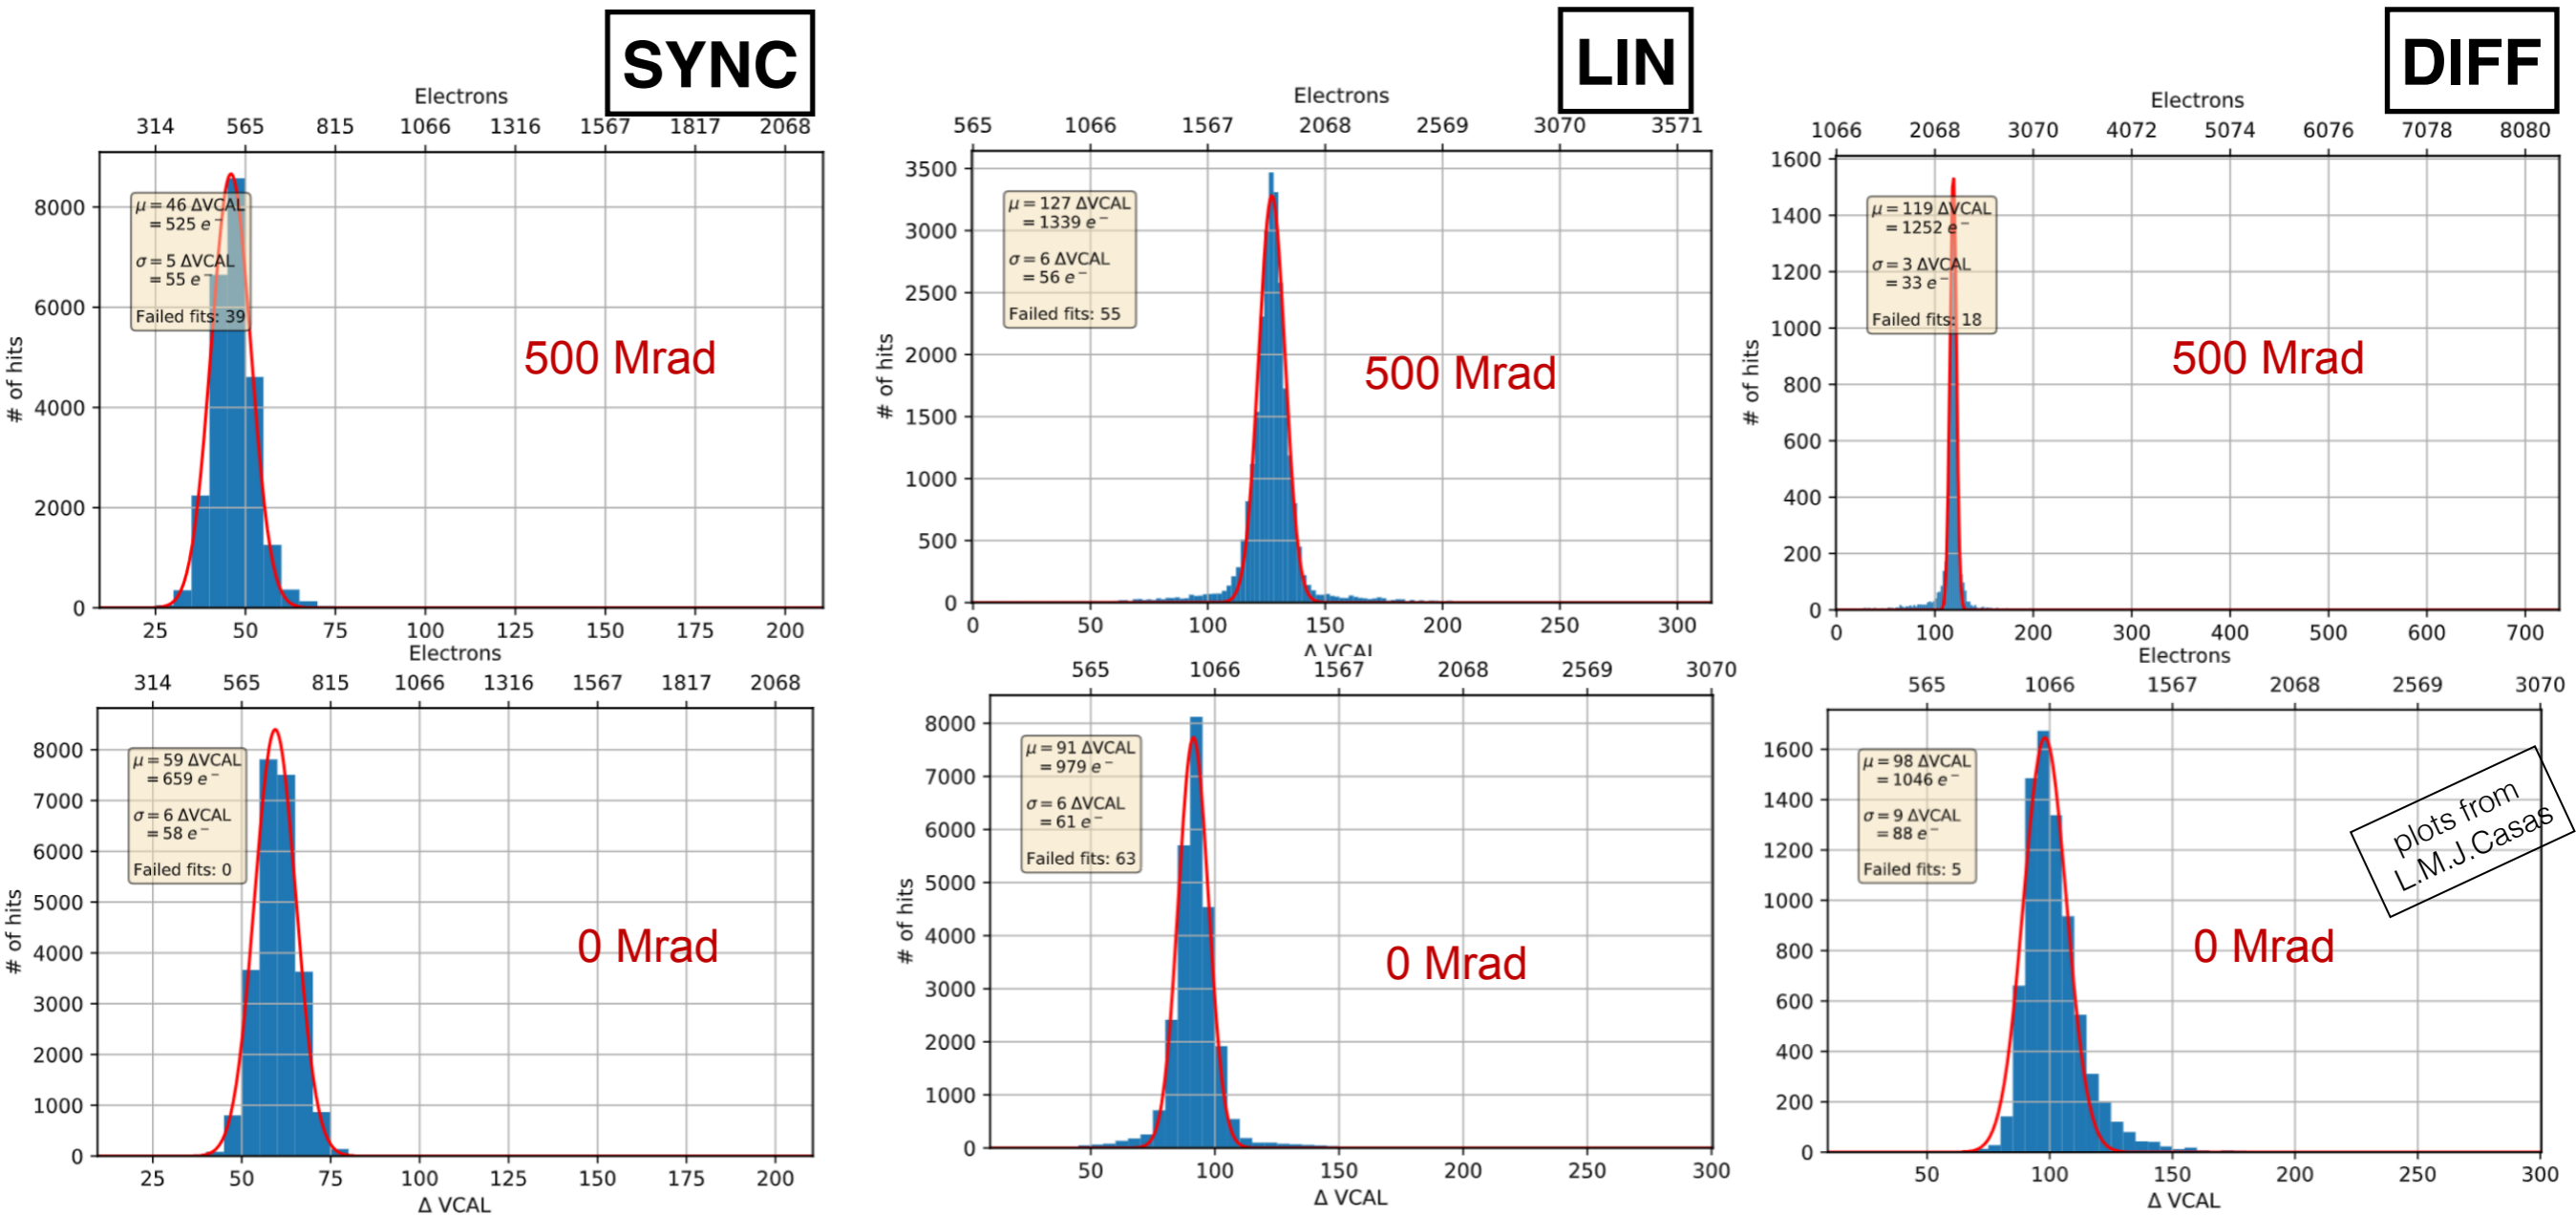 SYNC
Electrons
314 565 815 1066 1316 1567 1817 2068
8000
6000
4000
2000
0
# of hits
μ = 46 ΔVCAL
= 525 e⁻
σ = 5 ΔVCAL
= 55 e⁻
Failed fits: 39
500 Mrad
25 50 75 100 125 150 175 200
LIN
Electrons
565 1066 1567 2068 2569 3070 3571
3500
3000
2500
2000
1500
1000
500
0
# of hits
μ = 127 ΔVCAL
= 1339 e⁻
σ = 6 ΔVCAL
= 56 e⁻
Failed fits: 55
500 Mrad
0 50 100 150 200 250 300
Δ VCAL
DIFF
Electrons
1066 2068 3070 4072 5074 6076 7078 8080
1600
1400
1200
1000
800
600
400
200
0
# of hits
μ = 119 ΔVCAL
= 1252 e⁻
σ = 3 ΔVCAL
= 33 e⁻
Failed fits: 18
500 Mrad
0 100 200 300 400 500 600 700
Electrons
314 565 815 1066 1316 1567 1817 2068
8000
7000
6000
5000
4000
3000
2000
1000
0
# of hits
μ = 59 ΔVCAL
= 659 e⁻
σ = 6 ΔVCAL
= 58 e⁻
Failed fits: 0
0 Mrad
25 50 75 100 125 150 175 200
Δ VCAL
565 1066 1567 2068 2569 3070
8000
7000
6000
5000
4000
3000
2000
1000
0
# of hits
μ = 91 ΔVCAL
= 979 e⁻
σ = 6 ΔVCAL
= 61 e⁻
Failed fits: 63
0 Mrad
50 100 150 200 250 300
Δ VCAL
Electrons
565 1066 1567 2068 2569 3070
1600
1400
1200
1000
800
600
400
200
0
μ = 98 ΔVCAL
= 1046 e⁻
σ = 9 ΔVCAL
= 88 e⁻
Failed fits: 5
0 Mrad
plots from
L.M.J.Casas
50 100 150 200 250 300
Δ VCAL